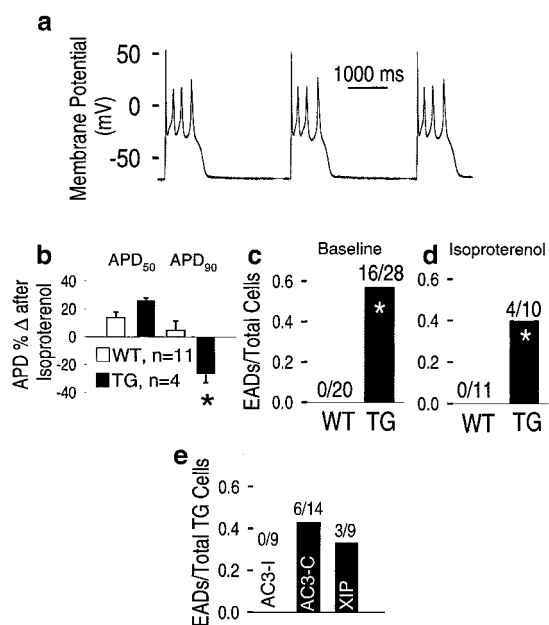 a
Membrane Potential
(mV)
50
0
-50
1000 ms
b
APD50 APD90
APD % Δ after
Isoproterenol
40
20
0
-20
-40
WT, n=11
TG, n=4
*
c
Baseline
EADs/Total Cells
0.6
0.4
0.2
0.0
0/20
16/28
*
WT TG
d
Isoproterenol
0.6
0.4
0.2
0.0
0/11
4/10
*
WT TG
e
EADs/Total TG Cells
0.6
0.4
0.2
0.0
0/9
6/14
3/9
AC3-I
AC3-C
XIP